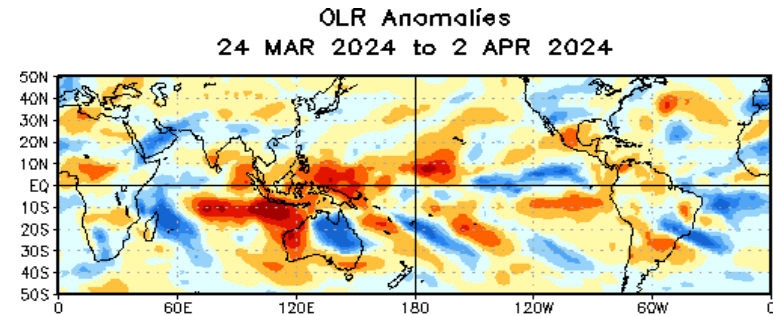 OLR Anomalies
24 MAR 2024 to 2 APR 2024
50N
40N
30N
20N
10N
EQ
10S
20S
30S
40S
50S
0 60E 120E 180 120W 60W 0